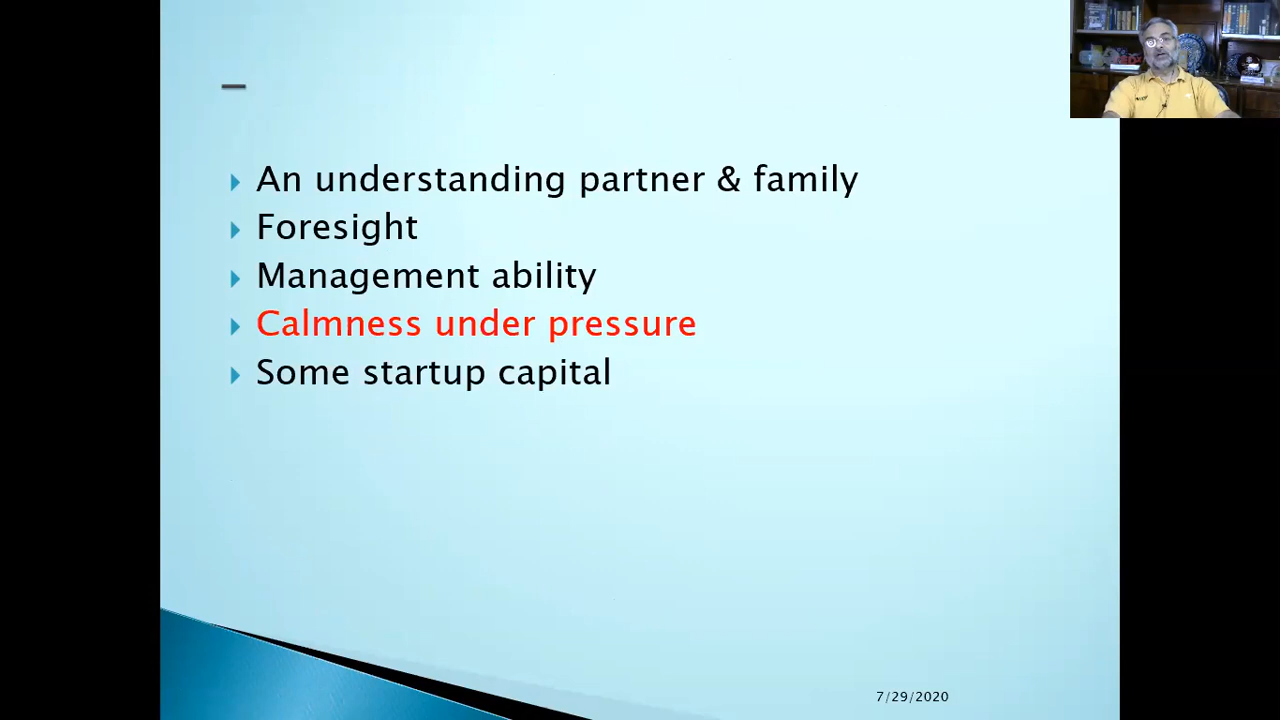 –
An understanding partner & family
Foresight
Management ability
Calmness under pressure
Some startup capital
7/29/2020